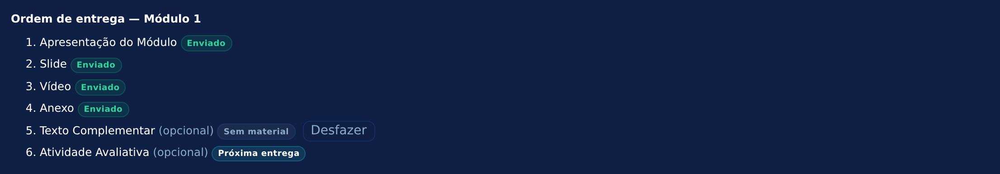 Ordem de entrega — Módulo 1
1. Apresentação do Módulo Enviado
2. Slide Enviado
3. Vídeo Enviado
4. Anexo Enviado
5. Texto Complementar (opcional) Sem material Desfazer
6. Atividade Avaliativa (opcional) Próxima entrega